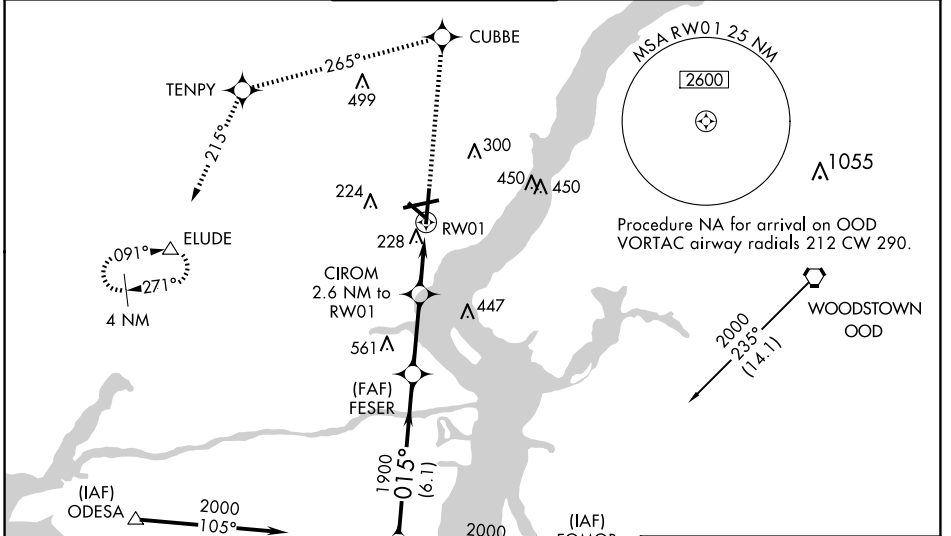 CUBBE
MSA RW01 25 NM
2600
265°
TENPY
499
215°
300
1055
450
450
224
RW01
228
Procedure NA for arrival on OOD
VORTAC airway radials 212 CW 290.
ELUDE
091°
271°
4 NM
CIROM
2.6 NM to
RW01
447
WOODSTOWN
OOD
2000
235°
(14.1)
561
(FAF)
FESER
1900
015°
(6.1)
(IAF)
ODESA
2000
105°
2000
(IAF)